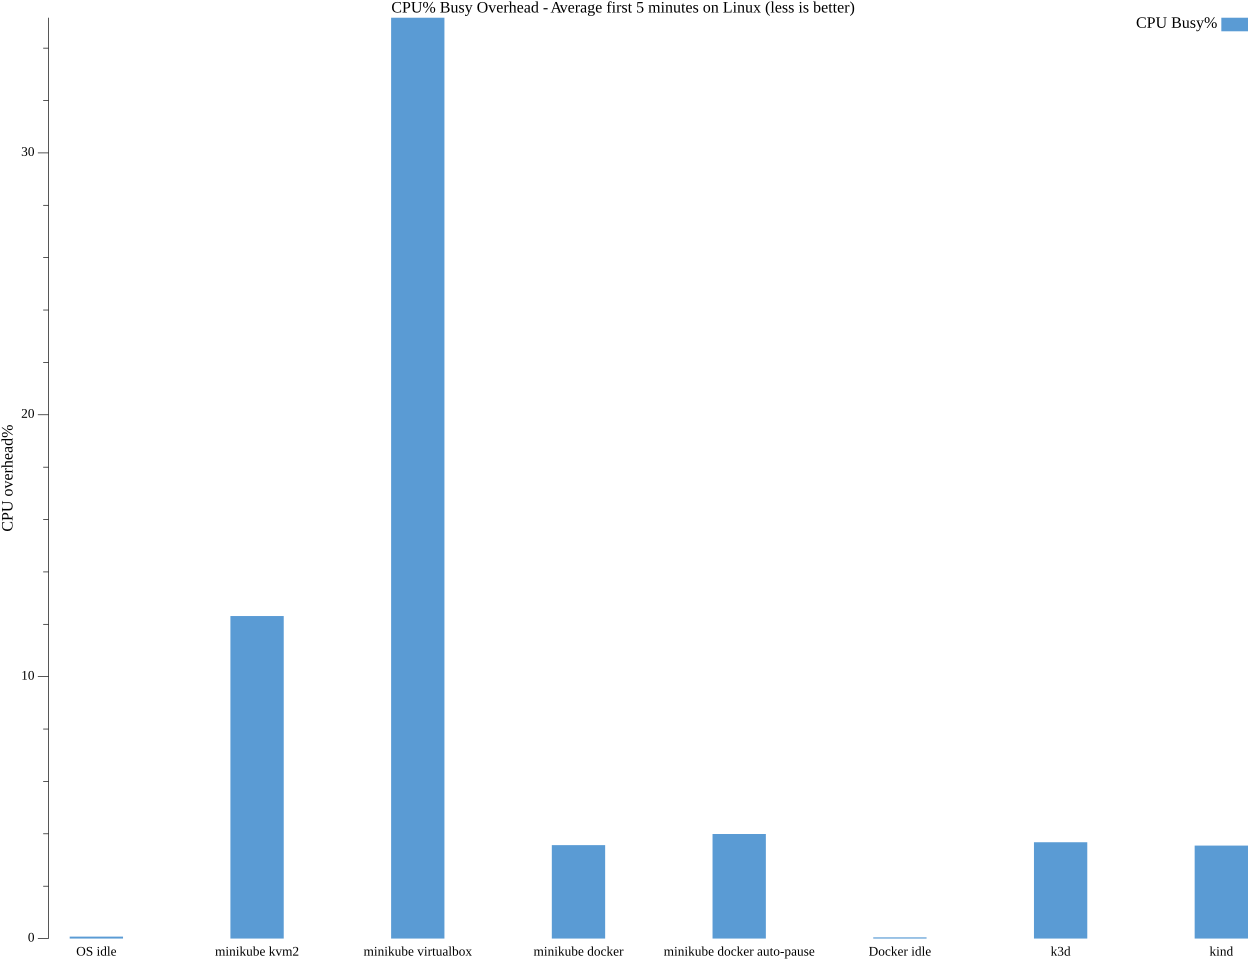 CPU% Busy Overhead - Average first 5 minutes on Linux (less is better)
CPU Busy%
CPU overhead%
30
20
10
0
OS idle
minikube kvm2
minikube virtualbox
minikube docker
minikube docker auto-pause
Docker idle
k3d
kind